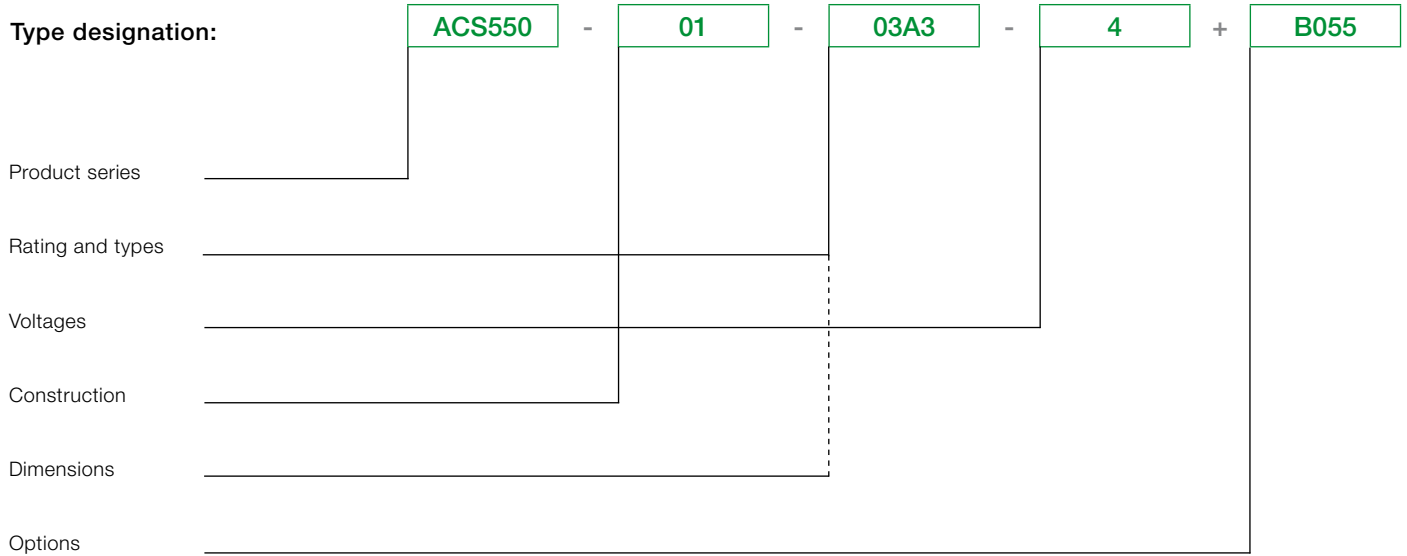 Type designation: ACS550 - 01 - 03A3 - 4 + B055
Product series
Rating and types
Voltages
Construction
Dimensions
Options